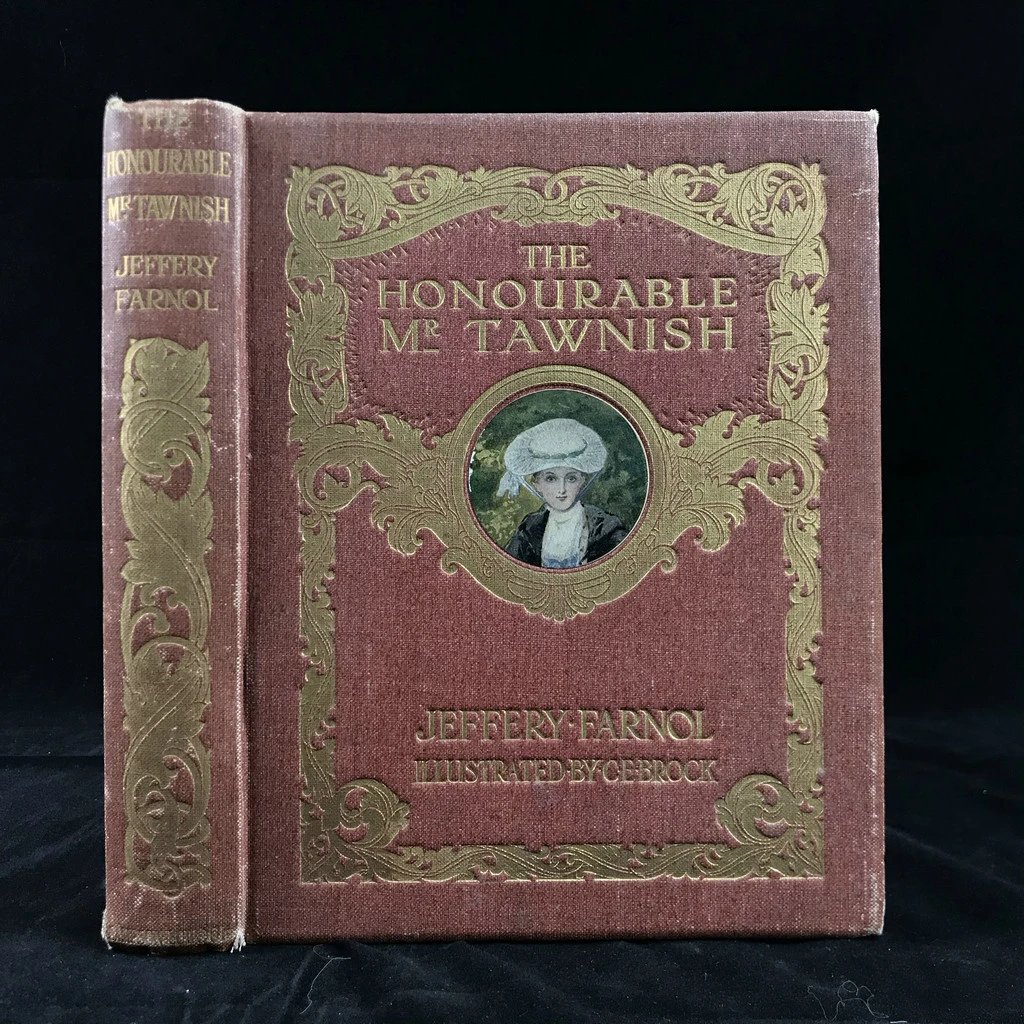 THE
HONOURABLE
MR TAWNISH
JEFFERY
FARNOL
THE
HONOURABLE
MR TAWNISH
JEFFERY·FARNOL
ILLUSTRATED·BY·C·E·BROCK